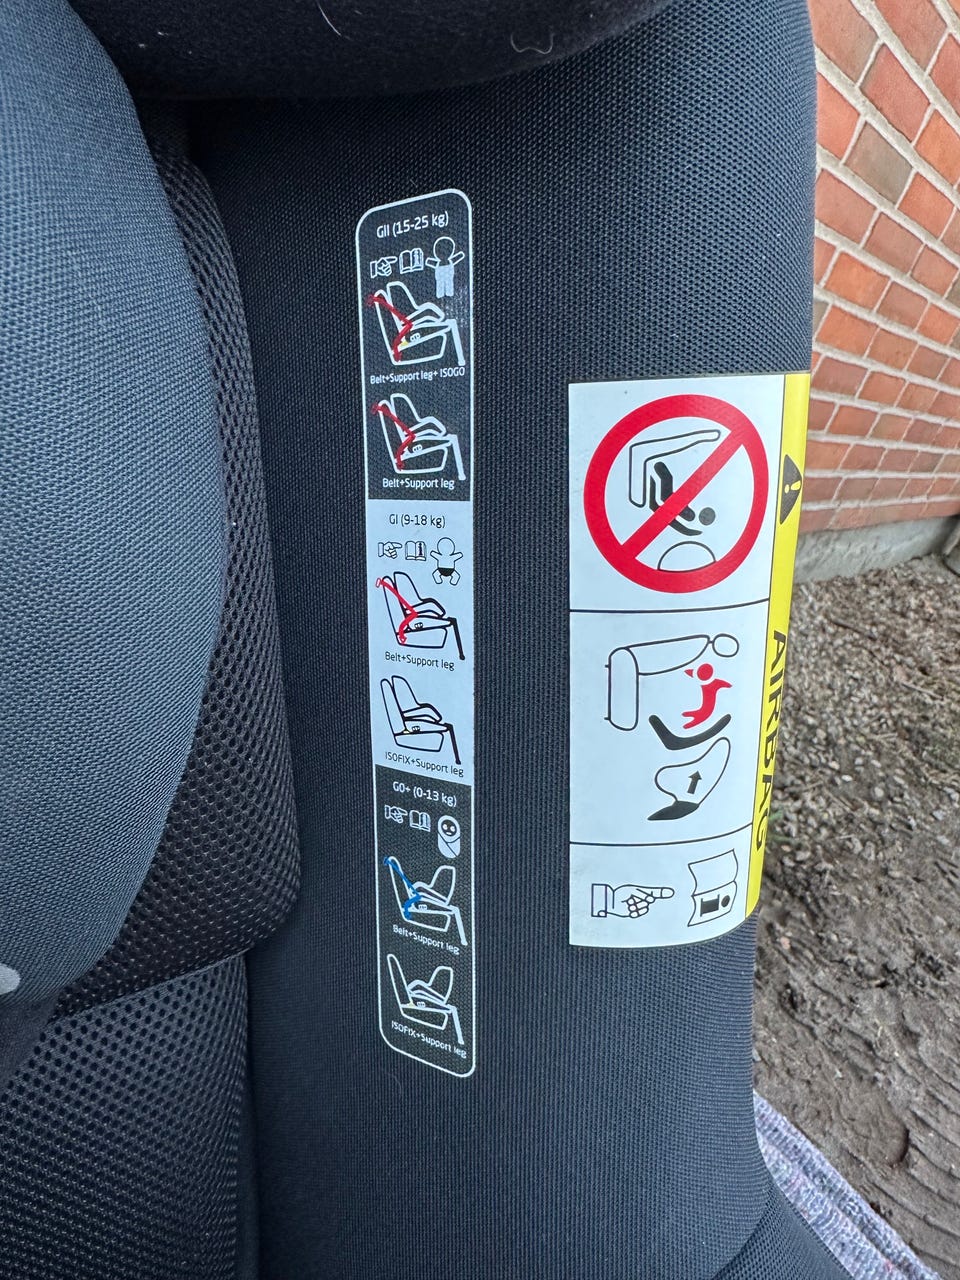 GII (15-25 kg)
Belt+Support leg+ ISOGO
Belt+Support leg
GI (9-18 kg)
Belt+Support leg
ISOFIX+Support leg
G0+ (0-13 kg)
Belt+Support leg
ISOFIX+Support leg
AIRBAG